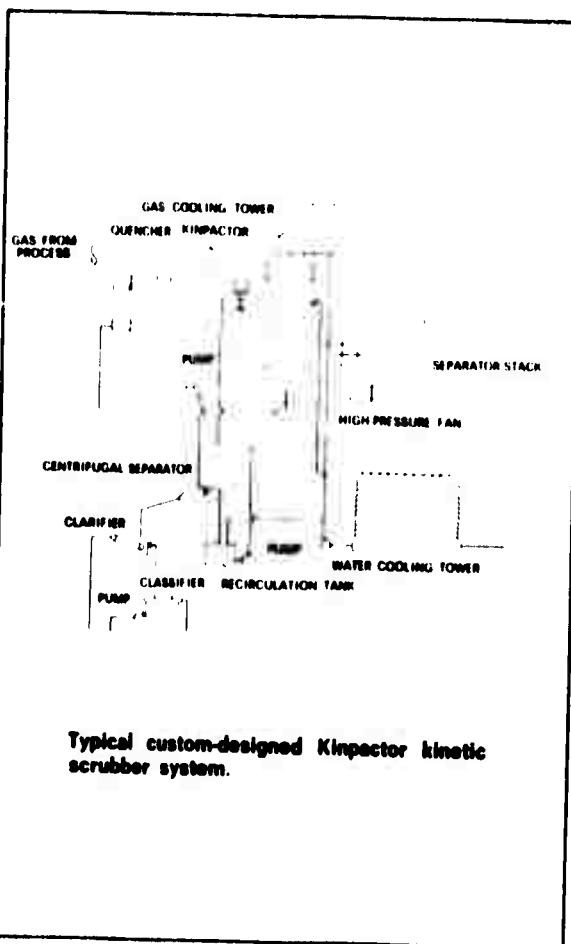 GAS COOLING TOWER
QUENCHER KINPACTOR
GAS FROM
PROCESS
PUMP
SEPARATOR STACK
HIGH PRESSURE FAN
CENTRIFUGAL SEPARATOR
CLARIFIER
PUMP
WATER COOLING TOWER
CLASSIFIER RECIRCULATION TANK
PUMP
Typical custom-designed Kinpactor kinetic
scrubber system.